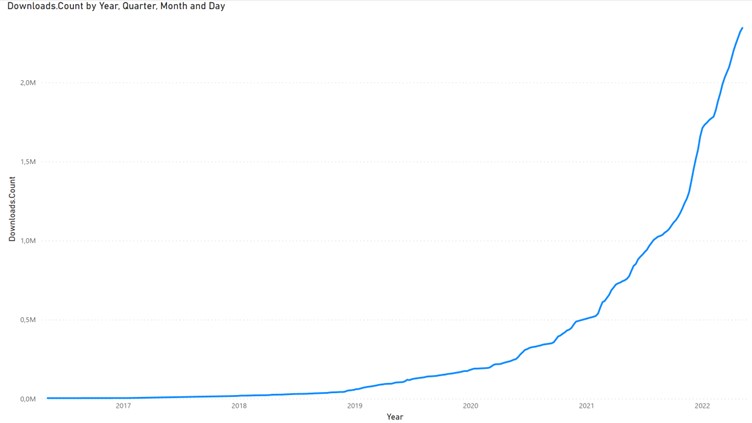 Downloads.Count by Year, Quarter, Month and Day
2,0M
1,5M
1,0M
0,5M
0,0M
Downloads.Count
2017 2018 2019 2020 2021 2022
Year